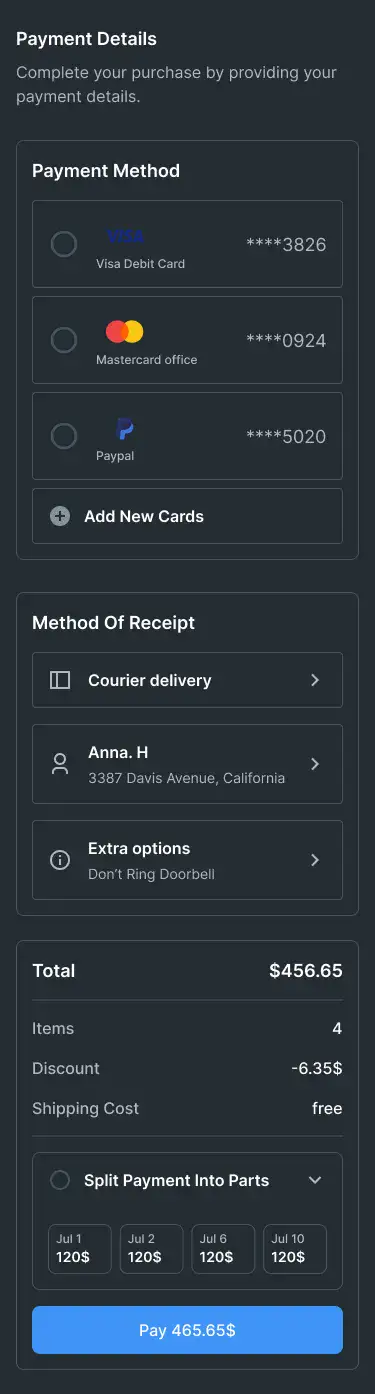 Payment Details
Complete your purchase by providing your
payment details.
Payment Method
VISA
Visa Debit Card
****3826
Mastercard office
****0924
Paypal
****5020
Add New Cards
Method Of Receipt
Courier delivery
Anna. H
3387 Davis Avenue, California
Extra options
Don’t Ring Doorbell
Total $456.65
Items 4
Discount -6.35$
Shipping Cost free
Split Payment Into Parts
Jul 1 Jul 2 Jul 6 Jul 10
120$ 120$ 120$ 120$
Pay 465.65$